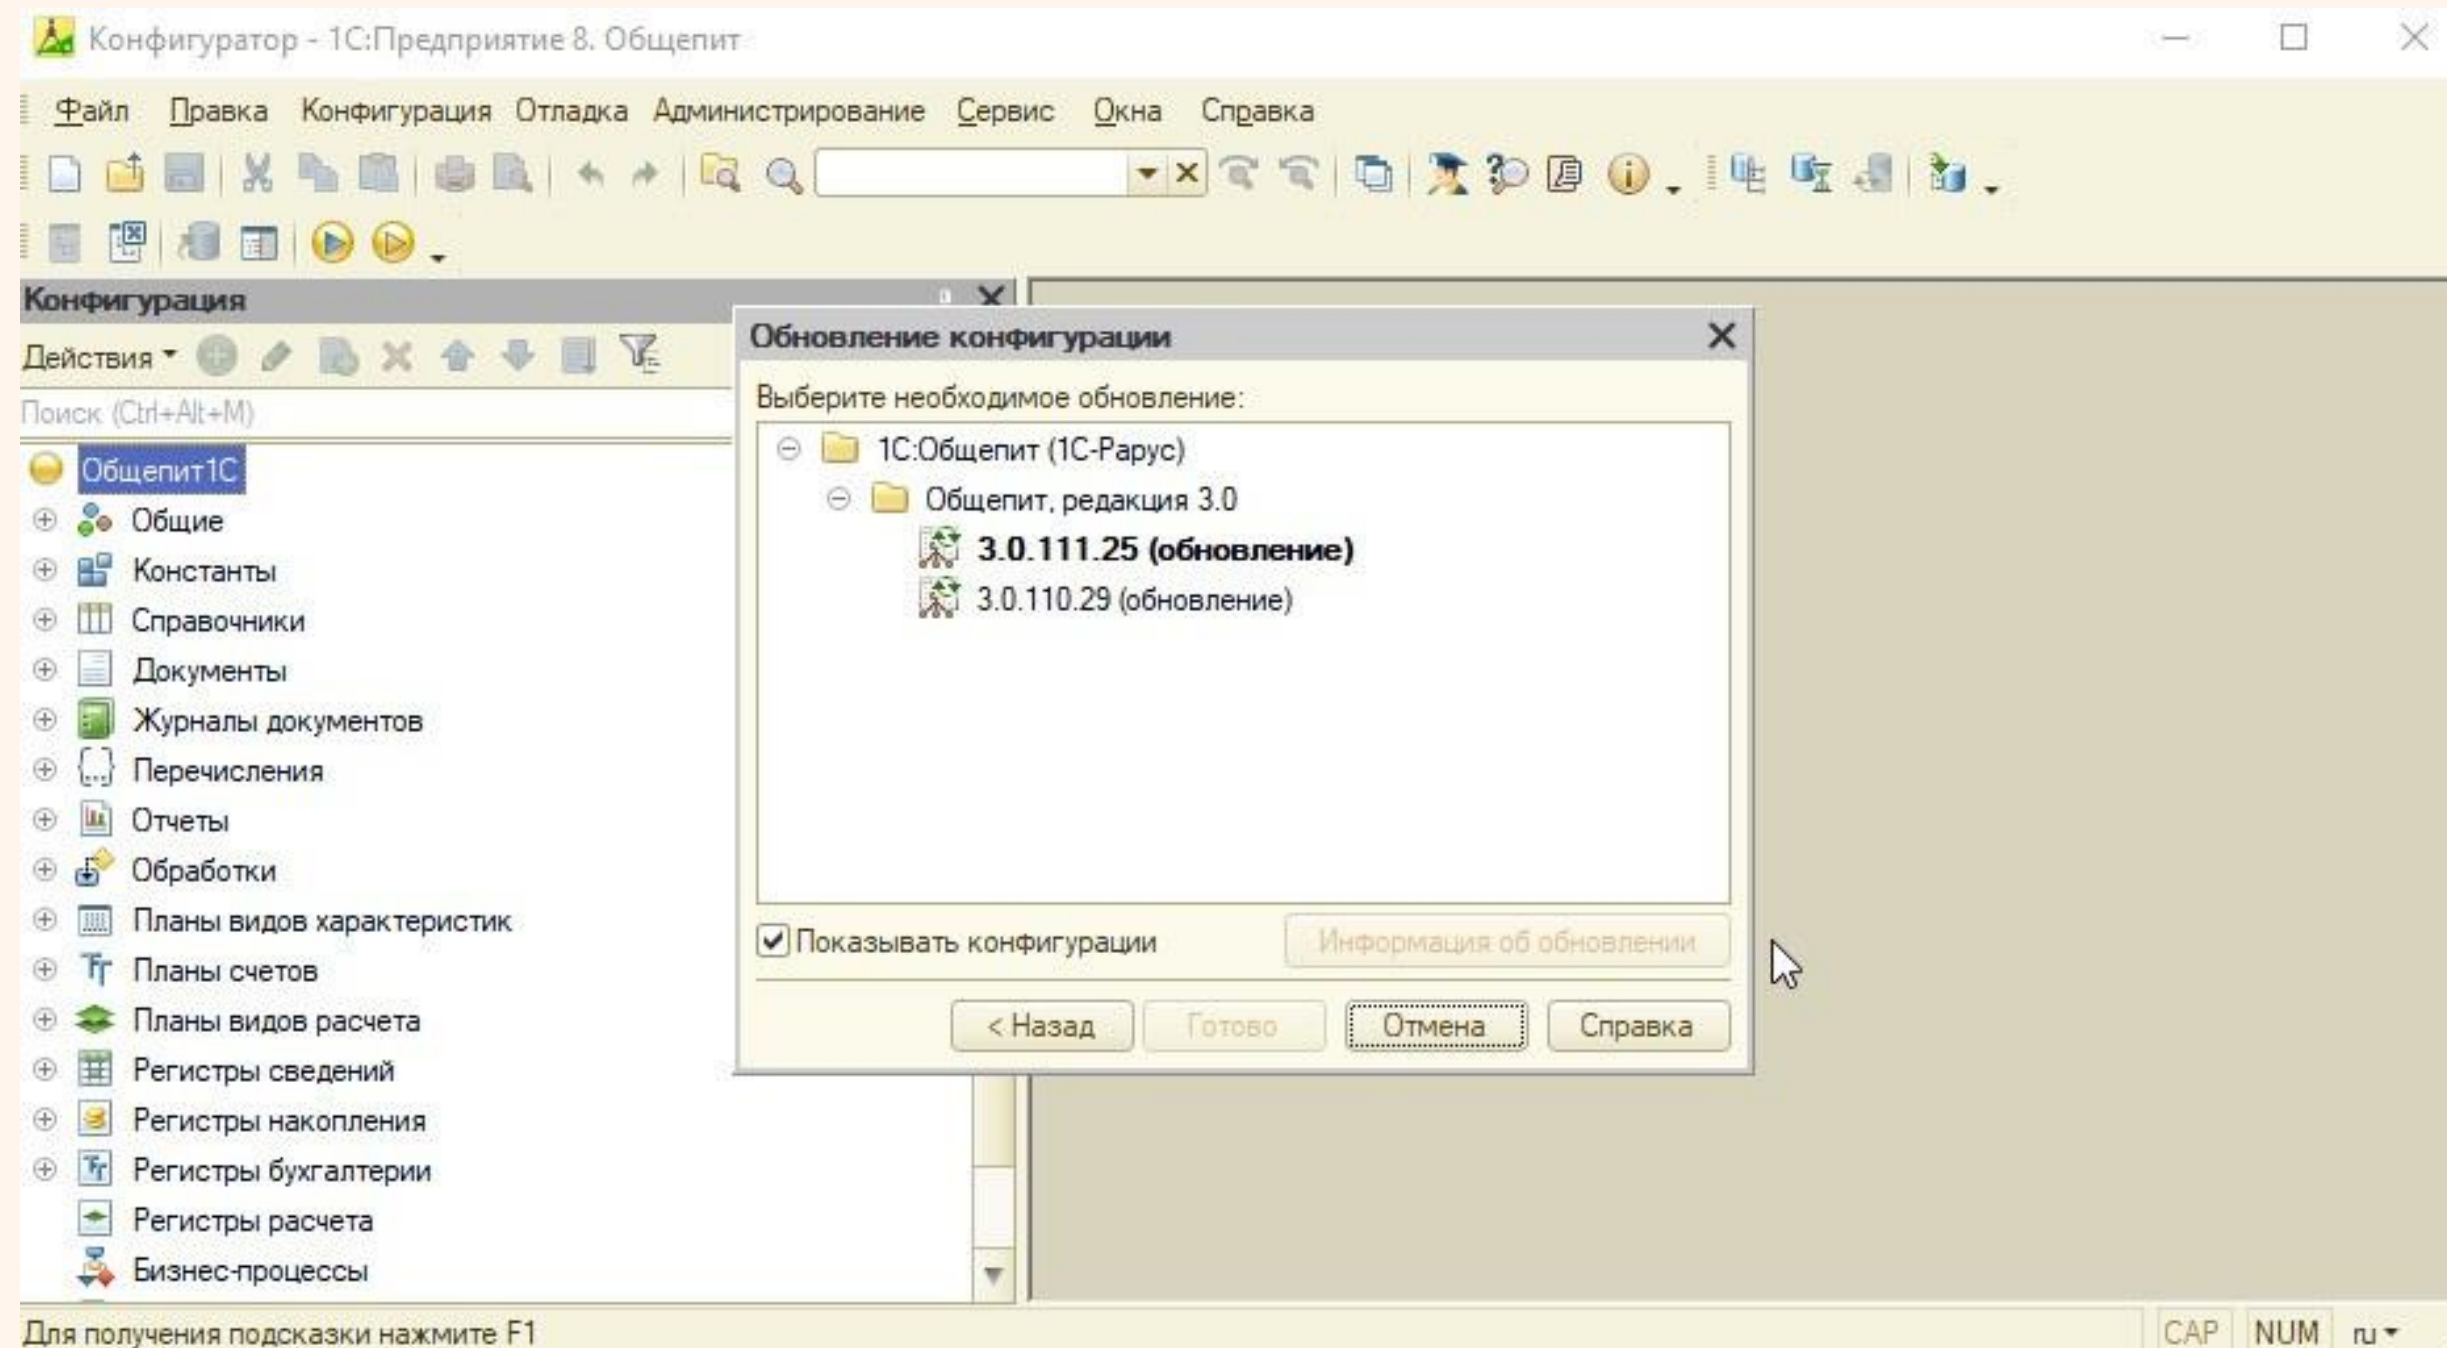 Конфигуратор - 1С:Предприятие 8. Общепит
Файл Правка Конфигурация Отладка Администрирование Сервис Окна Справка
Конфигурация
Действия
Поиск (Ctrl+Alt+M)
Общепит1С
Общие
Константы
Справочники
Документы
Журналы документов
Перечисления
Отчеты
Обработки
Планы видов характеристик
Планы счетов
Планы видов расчета
Регистры сведений
Регистры накопления
Регистры бухгалтерии
Регистры расчета
Бизнес-процессы
Обновление конфигурации
Выберите необходимое обновление:
1С:Общепит (1С-Рарус)
Общепит, редакция 3.0
3.0.111.25 (обновление)
3.0.110.29 (обновление)
Показывать конфигурации Информация об обновлении
< Назад Готово Отмена Справка
Для получения подсказки нажмите F1 CAP NUM ru